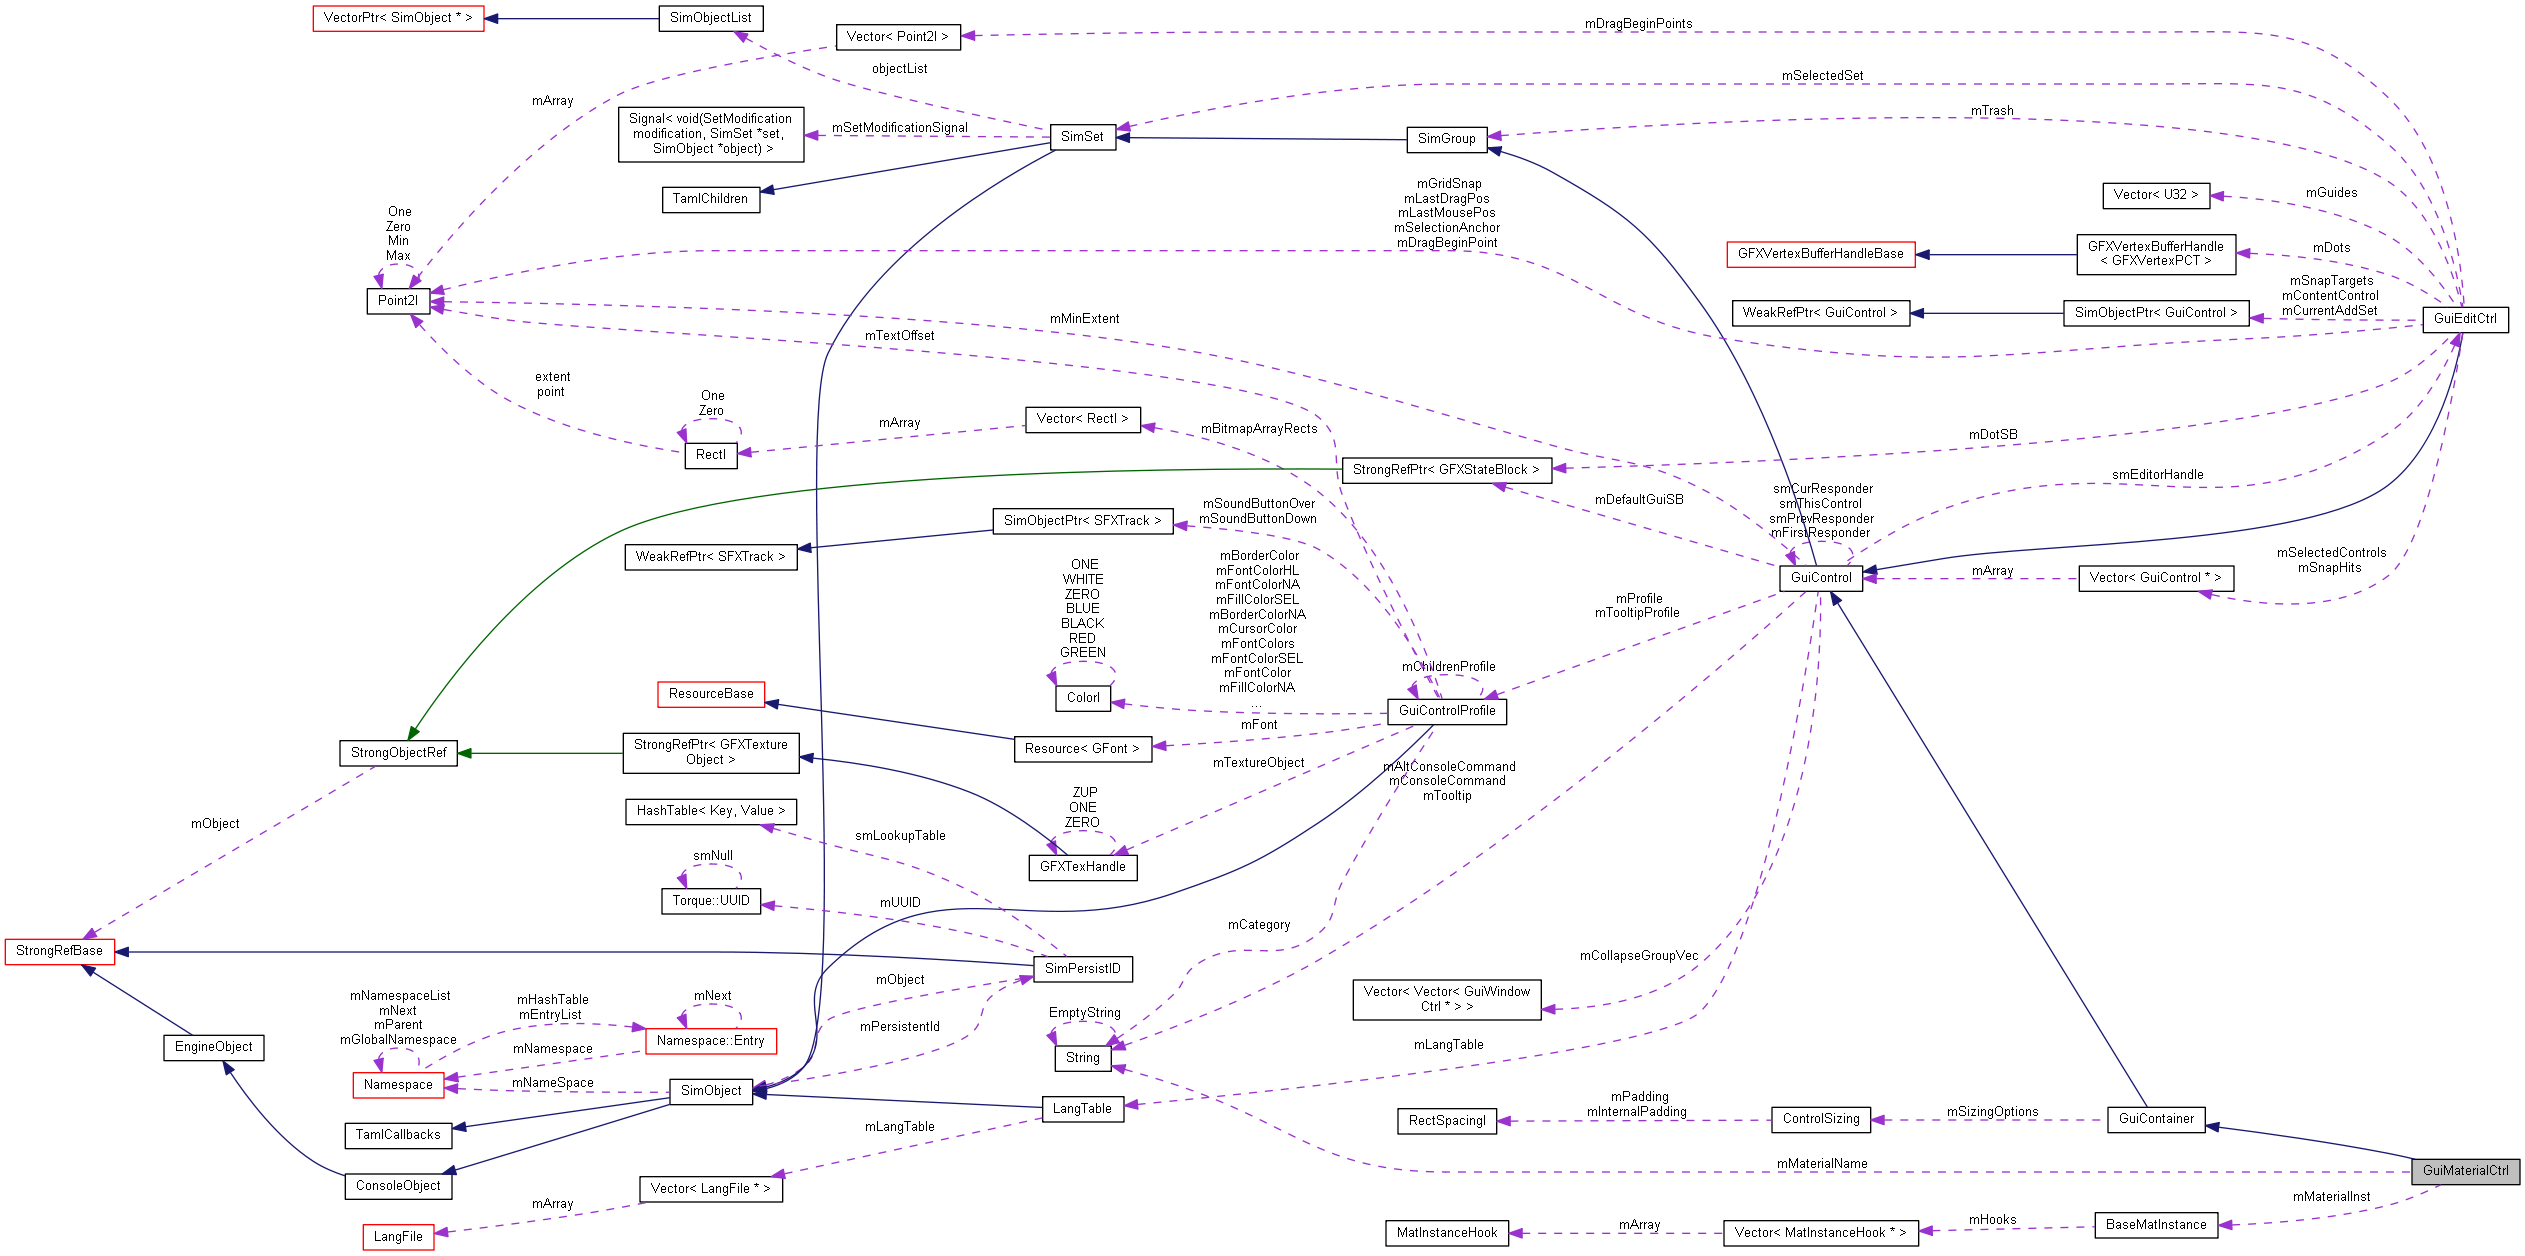 VectorPtr< SimObject * >
SimObjectList
Vector< Point2I >
mDragBeginPoints
objectList
mSelectedSet
mArray
Signal< void(SetModification
modification, SimSet *set,
SimObject *object) >
mSetModificationSignal
SimSet
SimGroup
mTrash
TamlChildren
mGridSnap
mLastDragPos
mLastMousePos
mSelectionAnchor
mDragBeginPoint
Vector< U32 >
mGuides
One
Zero
Min
Max
GFXVertexBufferHandleBase
GFXVertexBufferHandle
< GFXVertexPCT >
mDots
Point2I
mMinExtent
mTextOffset
WeakRefPtr< GuiControl >
SimObjectPtr< GuiControl >
mSnapTargets
mContentControl
mCurrentAddSet
GuiEditCtrl
extent
point
One
Zero
RectI
mArray
Vector< RectI >
mBitmapArrayRects
mDotSB
StrongRefPtr< GFXStateBlock >
mDefaultGuiSB
smEditorHandle
smCurResponder
smThisControl
smPrevResponder
mFirstResponder
mSoundButtonOver
mSoundButtonDown
SimObjectPtr< SFXTrack >
WeakRefPtr< SFXTrack >
mSelectedControls
mSnapHits
GuiControl
mArray
Vector< GuiControl * >
ONE
WHITE
ZERO
BLUE
BLACK
RED
GREEN
ColorI
mBorderColor
mFontColorHL
mFontColorNA
mFillColorSEL
mBorderColorNA
mCursorColor
mFontColors
mFontColorSEL
mFontColor
mFillColorNA
...
mProfile
mTooltipProfile
mChildrenProfile
GuiControlProfile
ResourceBase
mFont
Resource< GFont >
StrongObjectRef
StrongRefPtr< GFXTexture
Object >
mTextureObject
mAltConsoleCommand
mConsoleCommand
mTooltip
HashTable< Key, Value >
ZUP
ONE
ZERO
GFXTexHandle
mObject
smLookupTable
smNull
Torque::UUID
mUUID
mCategory
StrongRefBase
SimPersistID
mCollapseGroupVec
mObject
Vector< Vector< GuiWindow
Ctrl * > >
mNamespaceList
mNext
mParent
mGlobalNamespace
mHashTable
mEntryList
mNext
Namespace::Entry
EmptyString
String
mPersistentId
EngineObject
mNamespace
mLangTable
Namespace
mNameSpace
SimObject
LangTable
mPadding
mInternalPadding
RectSpacingI
ControlSizing
mSizingOptions
GuiContainer
TamlCallbacks
mLangTable
ConsoleObject
Vector< LangFile * >
mMaterialName
GuiMaterialCtrl
mArray
LangFile
mMaterialInst
MatInstanceHook
mArray
Vector< MatInstanceHook * >
mHooks
BaseMatInstance